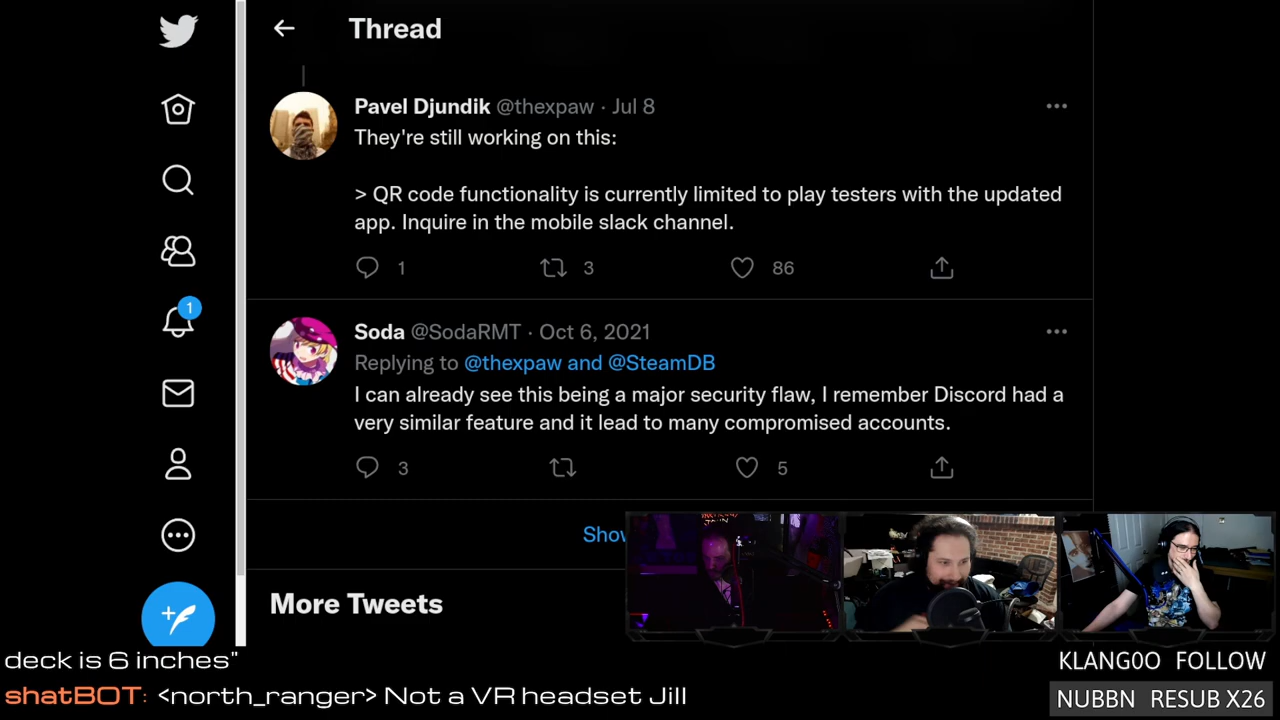 Thread
Pavel Djundik @thexpaw · Jul 8
They're still working on this:
> QR code functionality is currently limited to play testers with the updated
app. Inquire in the mobile slack channel.
1 3 86
1
Soda @SodaRMT · Oct 6, 2021
Replying to @thexpaw and @SteamDB
I can already see this being a major security flaw, I remember Discord had a
very similar feature and it lead to many compromised accounts.
3 5
Show
More Tweets
deck is 6 inches"
KLANG0O FOLLOW
shatBOT: <north_ranger> Not a VR headset Jill
NUBBN RESUB X26